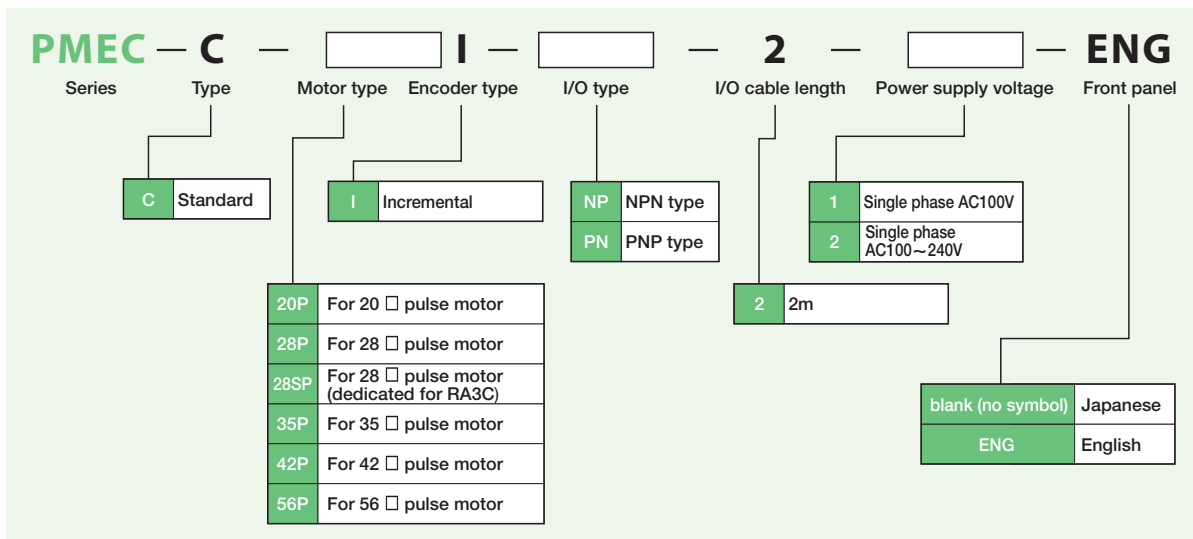 PMEC — C — I — — 2 — — ENG
Series Type Motor type Encoder type I/O type I/O cable length Power supply voltage Front panel
C Standard
I Incremental
NP NPN type
PN PNP type
1 Single phase AC100V
2 Single phase
AC100~240V
20P For 20 □ pulse motor
28P For 28 □ pulse motor
28SP For 28 □ pulse motor
(dedicated for RA3C)
35P For 35 □ pulse motor
42P For 42 □ pulse motor
56P For 56 □ pulse motor
2 2m
blank (no symbol) Japanese
ENG English